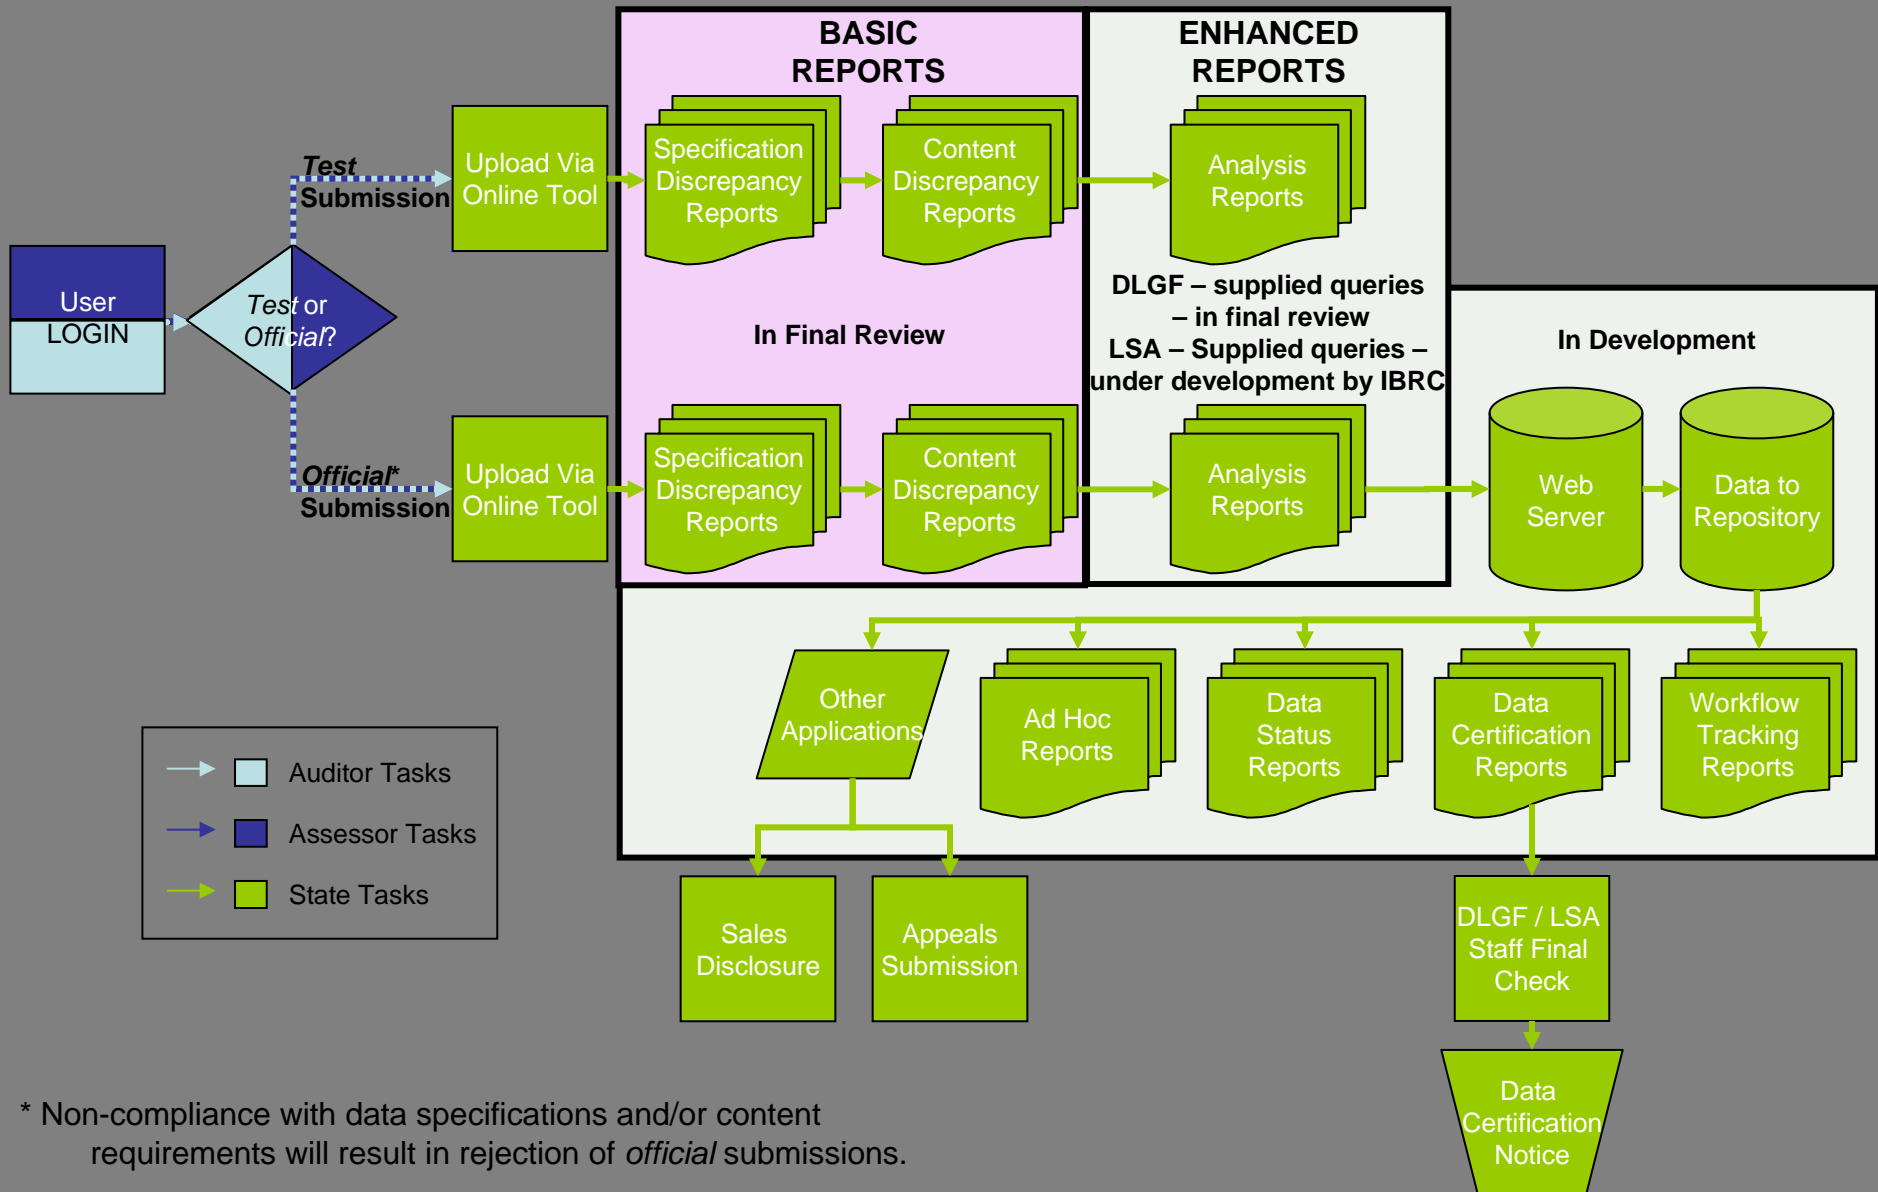 BASIC
REPORTS
ENHANCED
REPORTS
Test
Submission
Upload Via
Online Tool
Specification
Discrepancy
Reports
Content
Discrepancy
Reports
Analysis
Reports
User
LOGIN
Test or
Official?
In Final Review
DLGF – supplied queries
– in final review
LSA – Supplied queries –
under development by IBRC
In Development
Official*
Submission
Upload Via
Online Tool
Specification
Discrepancy
Reports
Content
Discrepancy
Reports
Analysis
Reports
Web
Server
Data to
Repository
Other
Applications
Ad Hoc
Reports
Data
Status
Reports
Data
Certification
Reports
Workflow
Tracking
Reports
Auditor Tasks
Assessor Tasks
State Tasks
Sales
Disclosure
Appeals
Submission
DLGF / LSA
Staff Final
Check
Data
Certification
Notice
* Non-compliance with data specifications and/or content
requirements will result in rejection of official submissions.